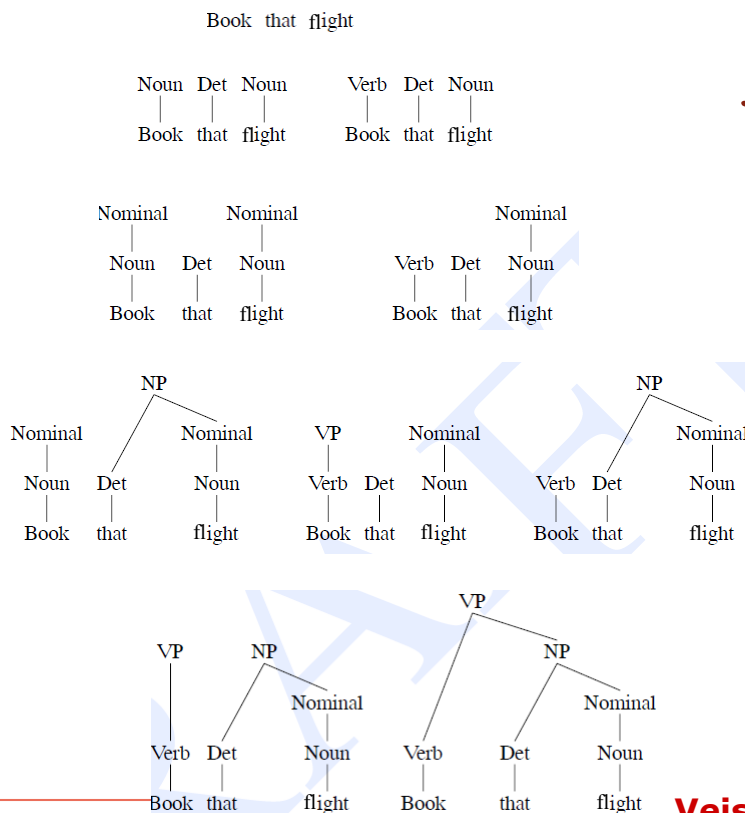 Book that flight
Noun Det Noun Verb Det Noun
Book that flight Book that flight
Nominal Nominal Nominal
Noun Det Noun Verb Det Noun
Book that flight Book that flight
NP NP
Nominal Nominal VP Nominal Nominal
Noun Det Noun Verb Det Noun Verb Det Noun
Book that flight Book that flight Book that flight
VP
VP NP NP
Nominal Nominal
Verb Det Noun Verb Det Noun
Book that flight Book that flight